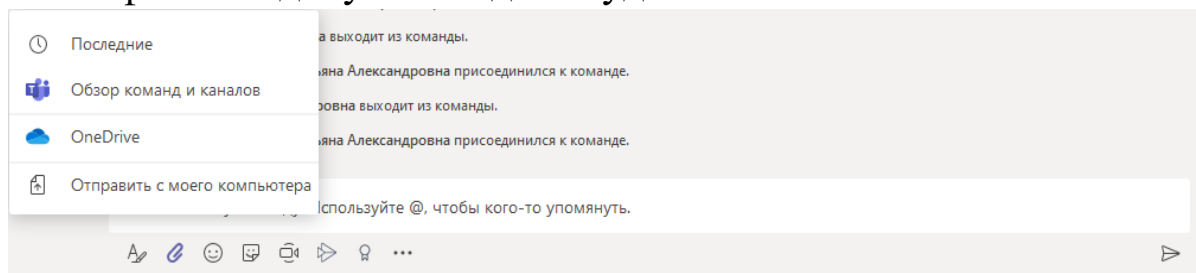 Последние
а выходит из команды.
яна Александровна присоединился к команде.
Обзор команд и каналов
ровна выходит из команды.
OneDrive
яна Александровна присоединился к команде.
Отправить с моего компьютера
Используйте @, чтобы кого-то упомянуть.